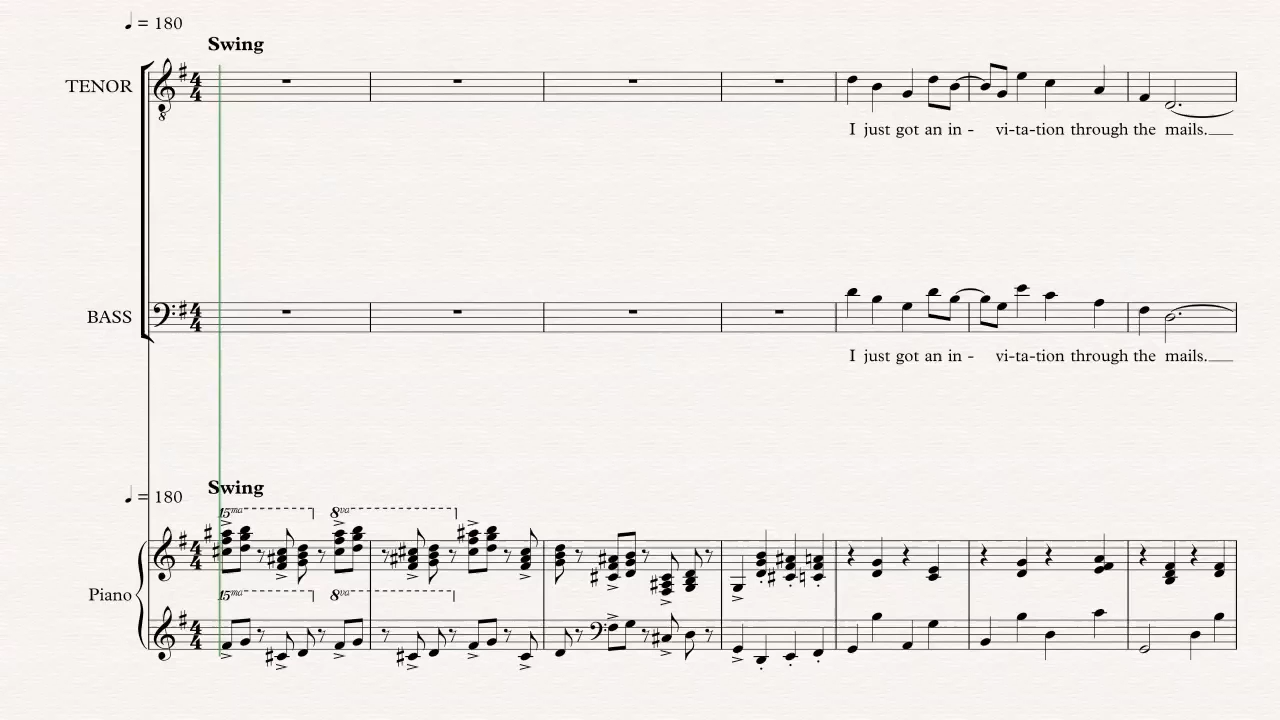 ♩ = 180
Swing
TENOR
I just got an in - vi-ta-tion through the mails.
BASS
I just got an in - vi-ta-tion through the mails.
♩ = 180
Swing
15ma 8va
Piano
15ma 8va